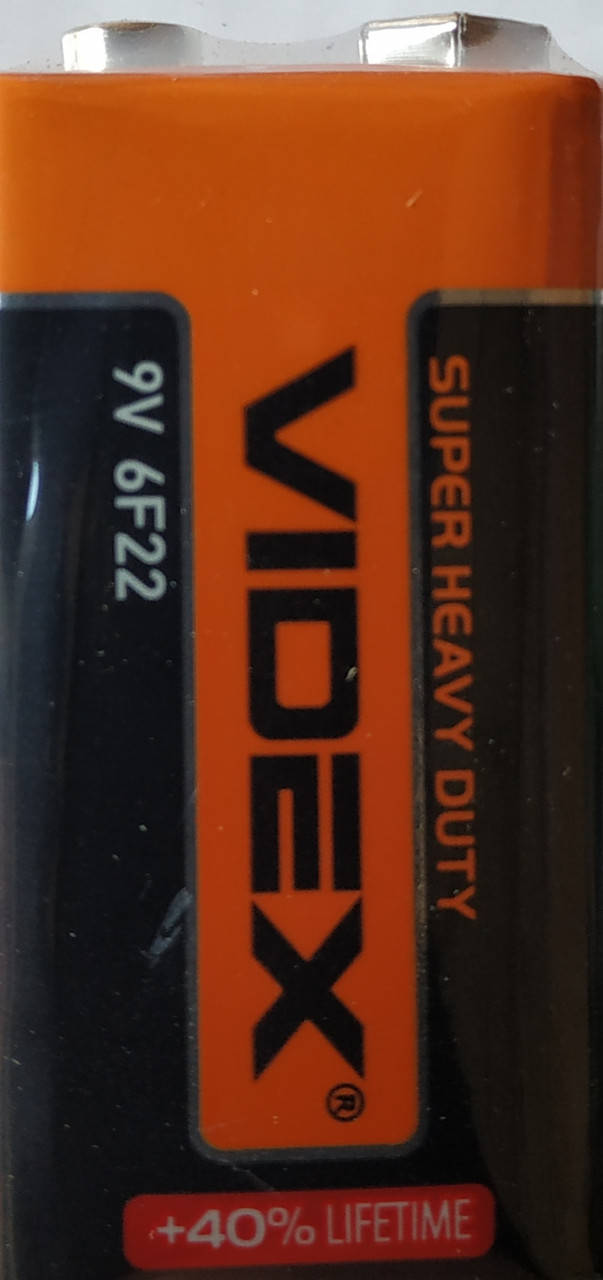 SUPER HEAVY DUTY
VIDEX®
9V 6F22
+40% LIFETIME